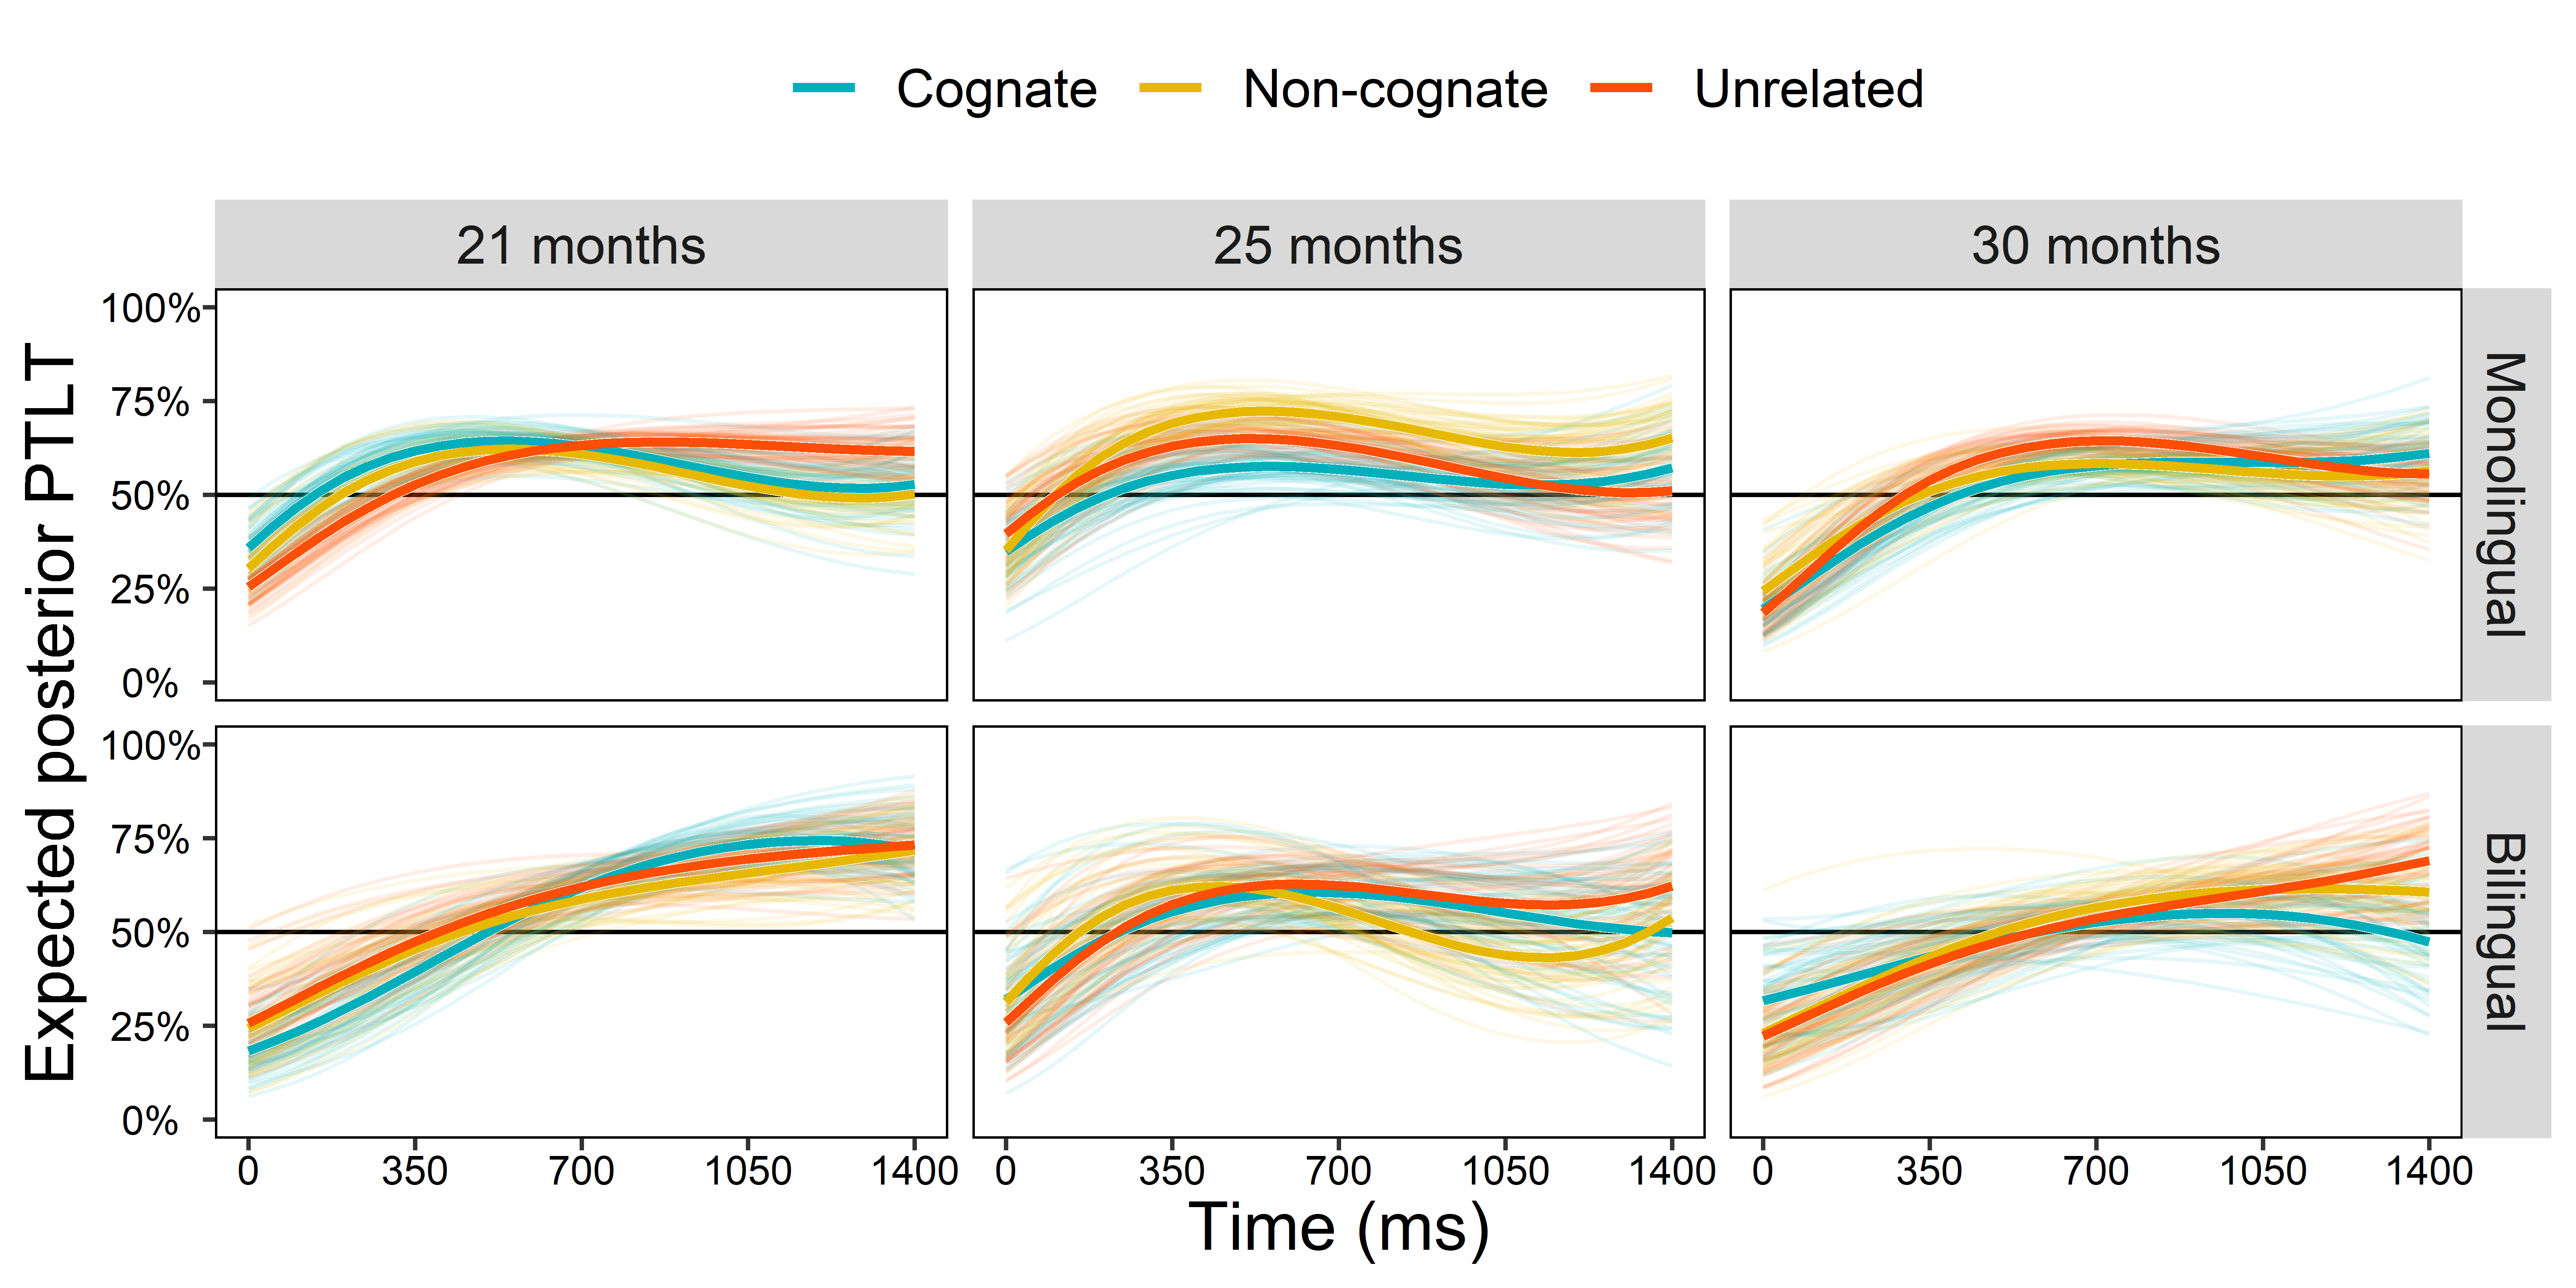 Cognate Non-cognate Unrelated
21 months 25 months 30 months
Expected posterior PTLT
100%
75%
50%
25%
0%
Monolingual
100%
75%
50%
25%
0%
Bilingual
0 350 700 1050 1400 0 350 700 1050 1400 0 350 700 1050 1400
Time (ms)